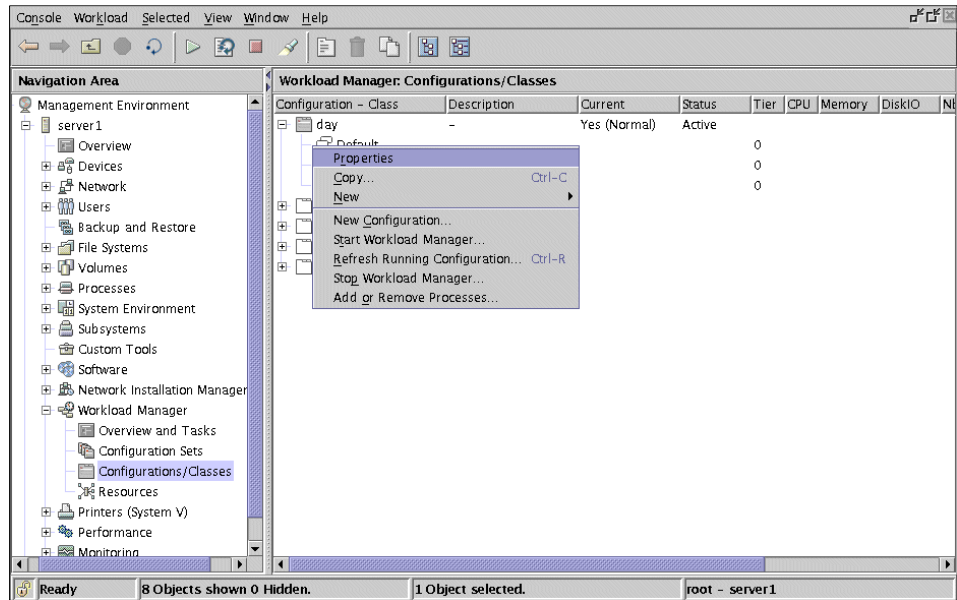 Console Workload Selected View Window Help
Navigation Area
Workload Manager: Configurations/Classes
Management Environment
server1
Overview
Devices
Network
Users
Backup and Restore
File Systems
Volumes
Processes
System Environment
Subsystems
Custom Tools
Software
Network Installation Manager
Workload Manager
Overview and Tasks
Configuration Sets
Configurations/Classes
Resources
Printers (System V)
Performance
Monitoring
Configuration - Class Description Current Status Tier CPU Memory DiskIO
day - Yes (Normal) Active
Default 0
0
0
Properties
Copy... Ctrl-C
New
New Configuration...
Start Workload Manager...
Refresh Running Configuration... Ctrl-R
Stop Workload Manager...
Add or Remove Processes...
Ready 8 Objects shown 0 Hidden. 1 Object selected. root - server1